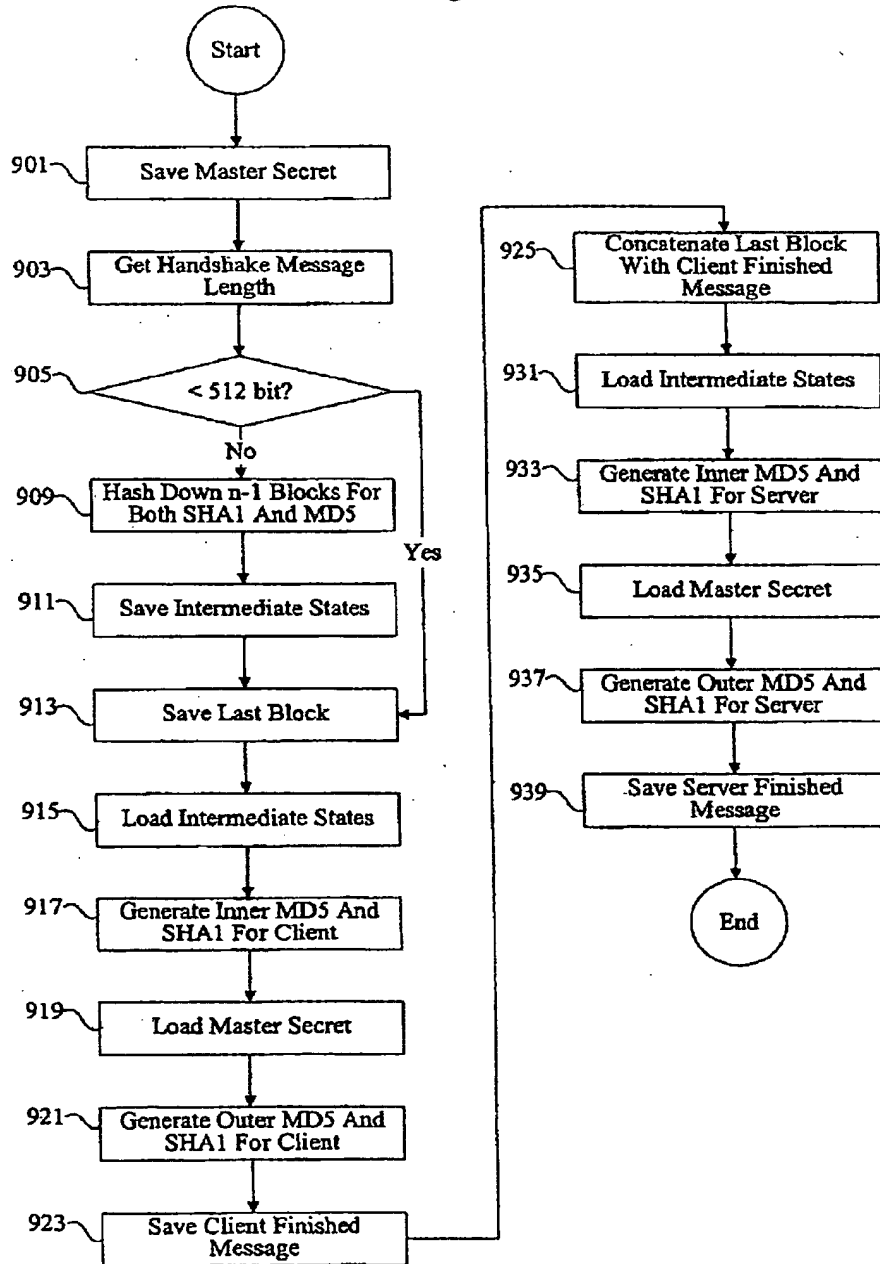 Start
901
Save Master Secret
903
Get Handshake Message
Length
905
< 512 bit?
No
Yes
909
Hash Down n-1 Blocks For
Both SHA1 And MD5
911
Save Intermediate States
913
Save Last Block
915
Load Intermediate States
917
Generate Inner MD5 And
SHA1 For Client
919
Load Master Secret
921
Generate Outer MD5 And
SHA1 For Client
923
Save Client Finished
Message
925
Concatenate Last Block
With Client Finished
Message
931
Load Intermediate States
933
Generate Inner MD5 And
SHA1 For Server
935
Load Master Secret
937
Generate Outer MD5 And
SHA1 For Server
939
Save Server Finished
Message
End